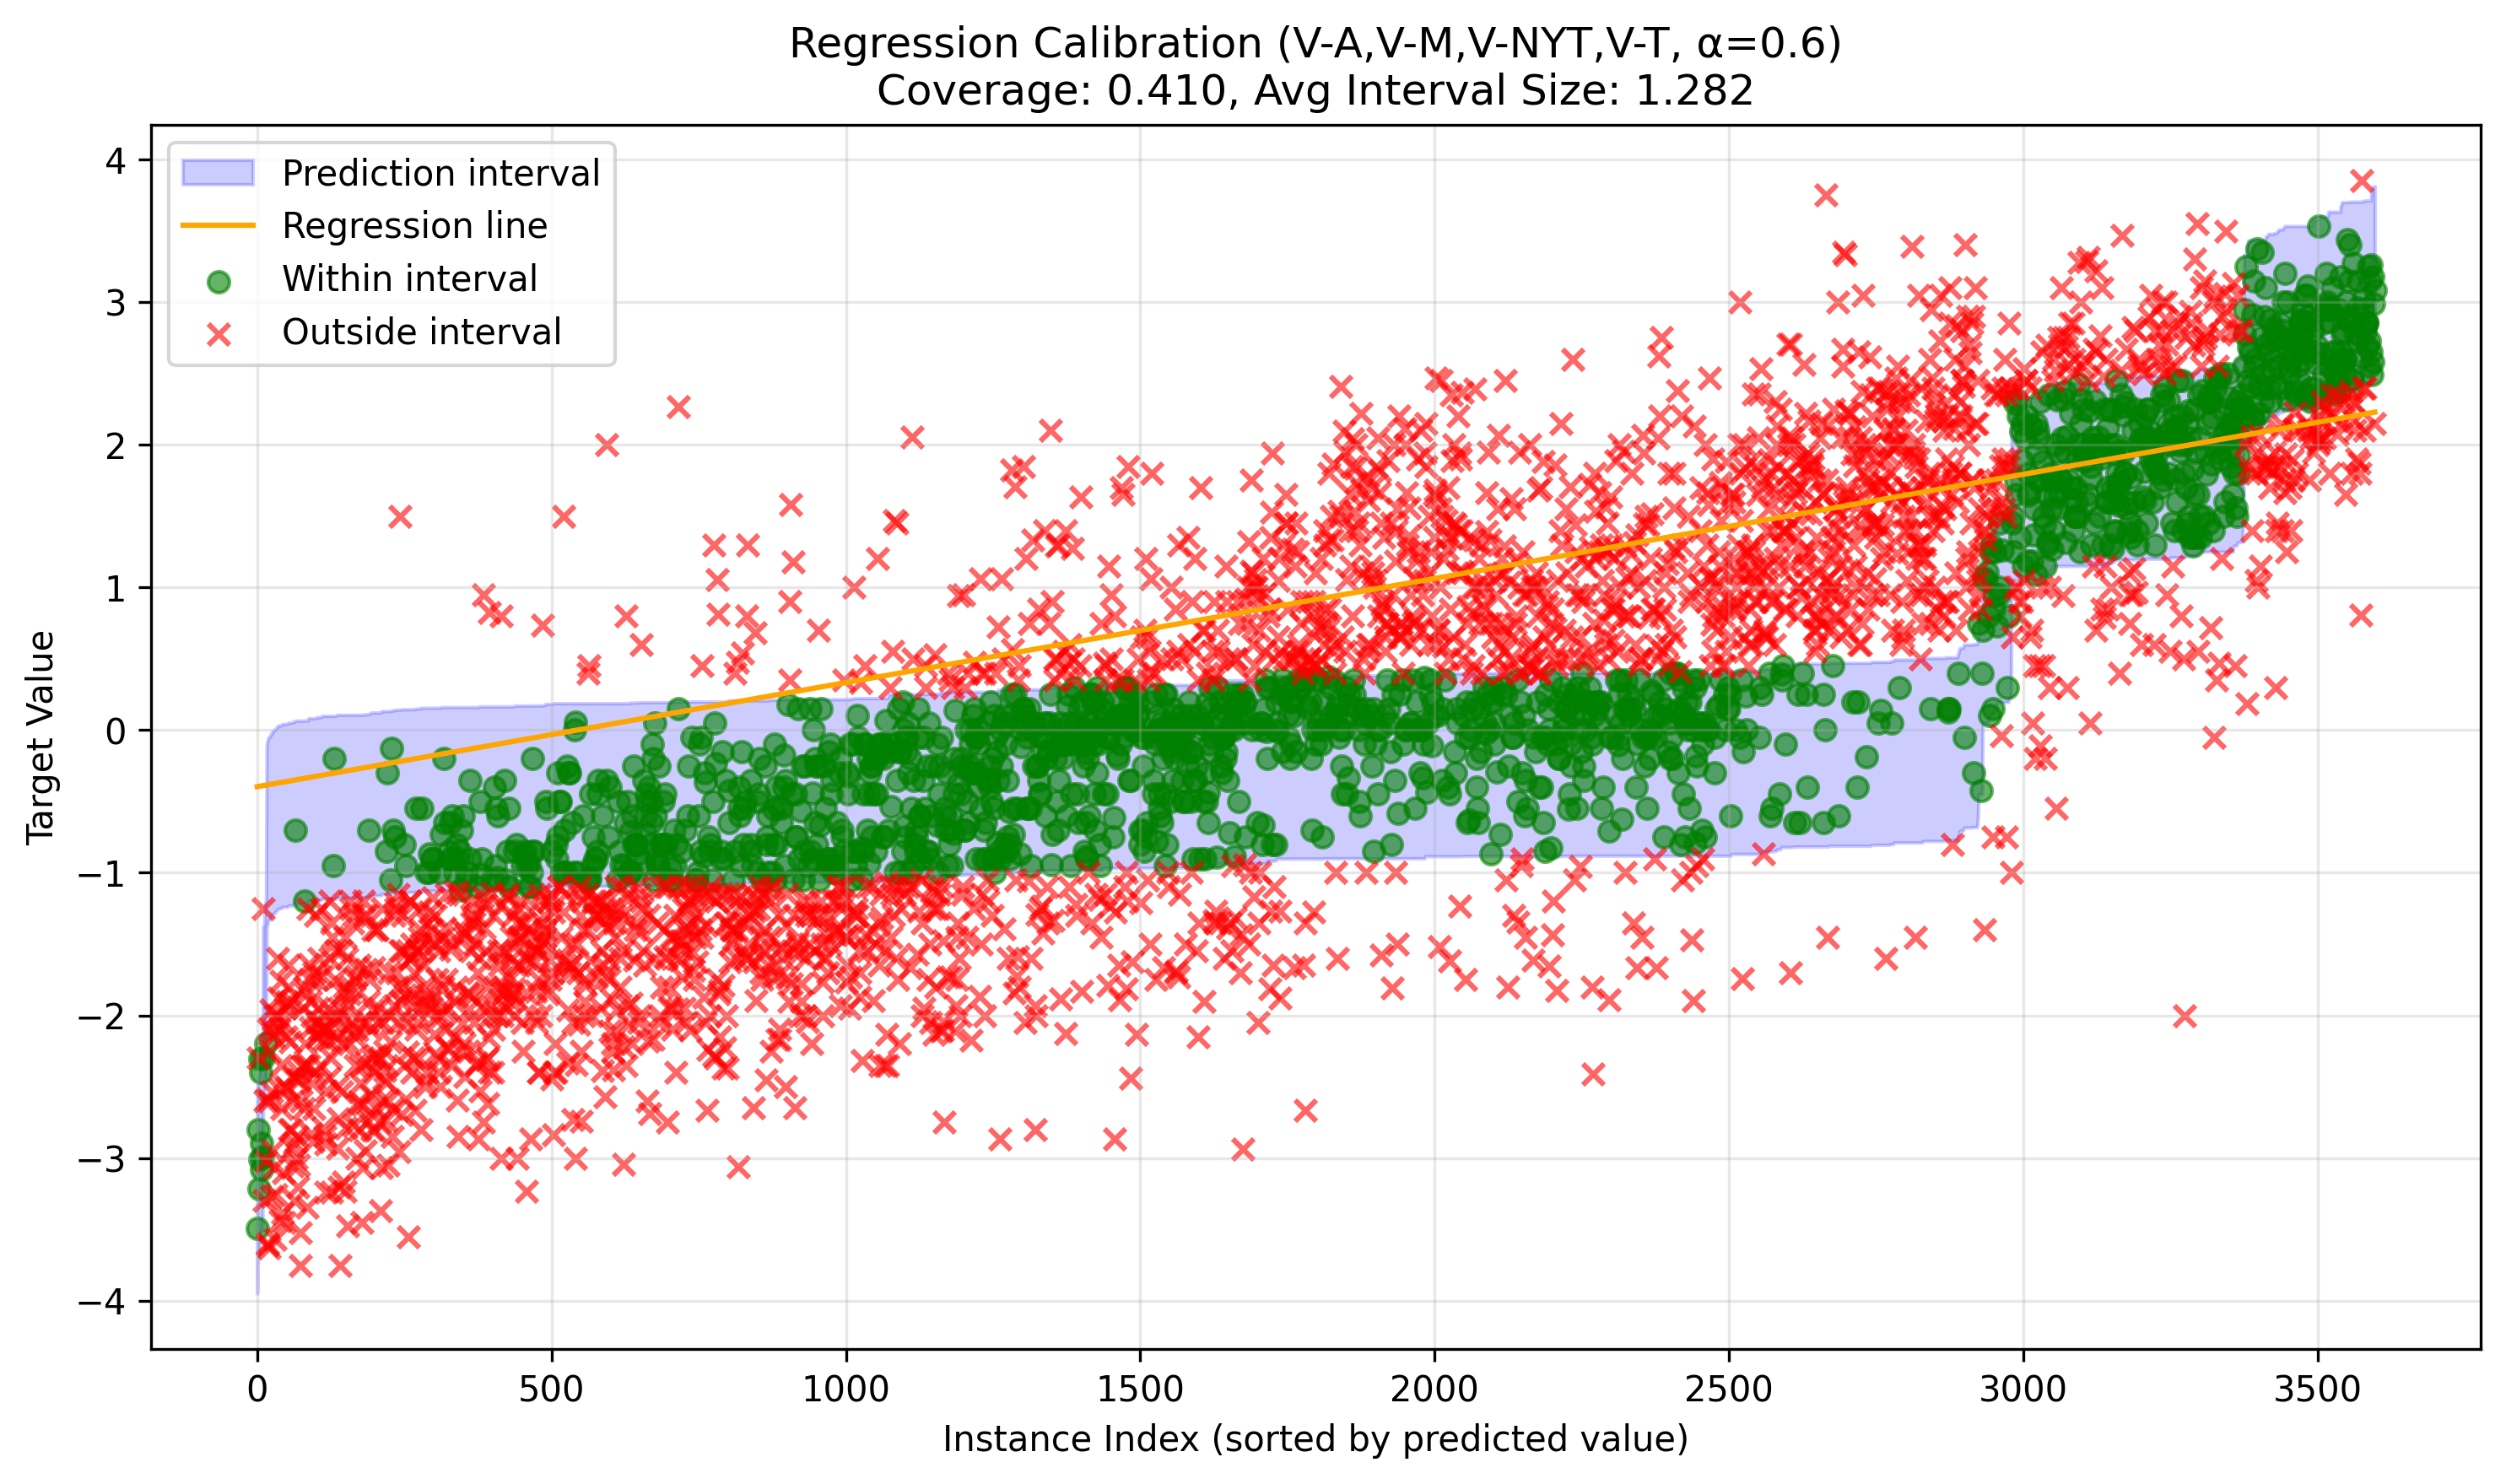 Regression Calibration (V-A,V-M,V-NYT,V-T, α=0.6)
Coverage: 0.410, Avg Interval Size: 1.282
Prediction interval
Regression line
Within interval
Outside interval
Target Value
4
3
2
1
0
−1
−2
−3
−4
0
500
1000
1500
2000
2500
3000
3500
Instance Index (sorted by predicted value)